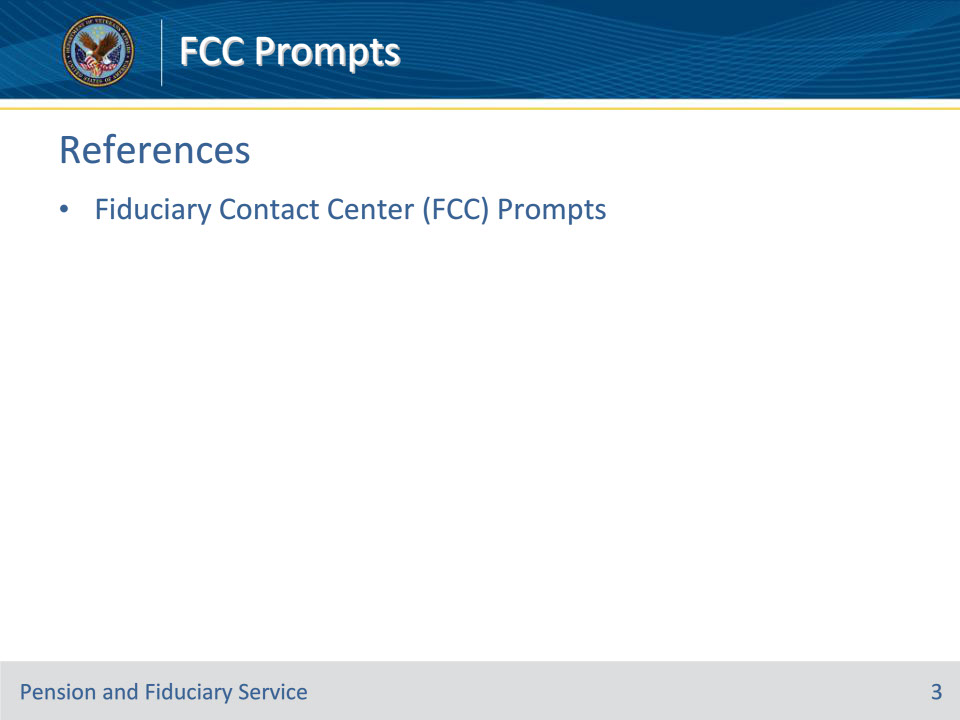 FCC Prompts
References
• Fiduciary Contact Center (FCC) Prompts
Pension and Fiduciary Service
3